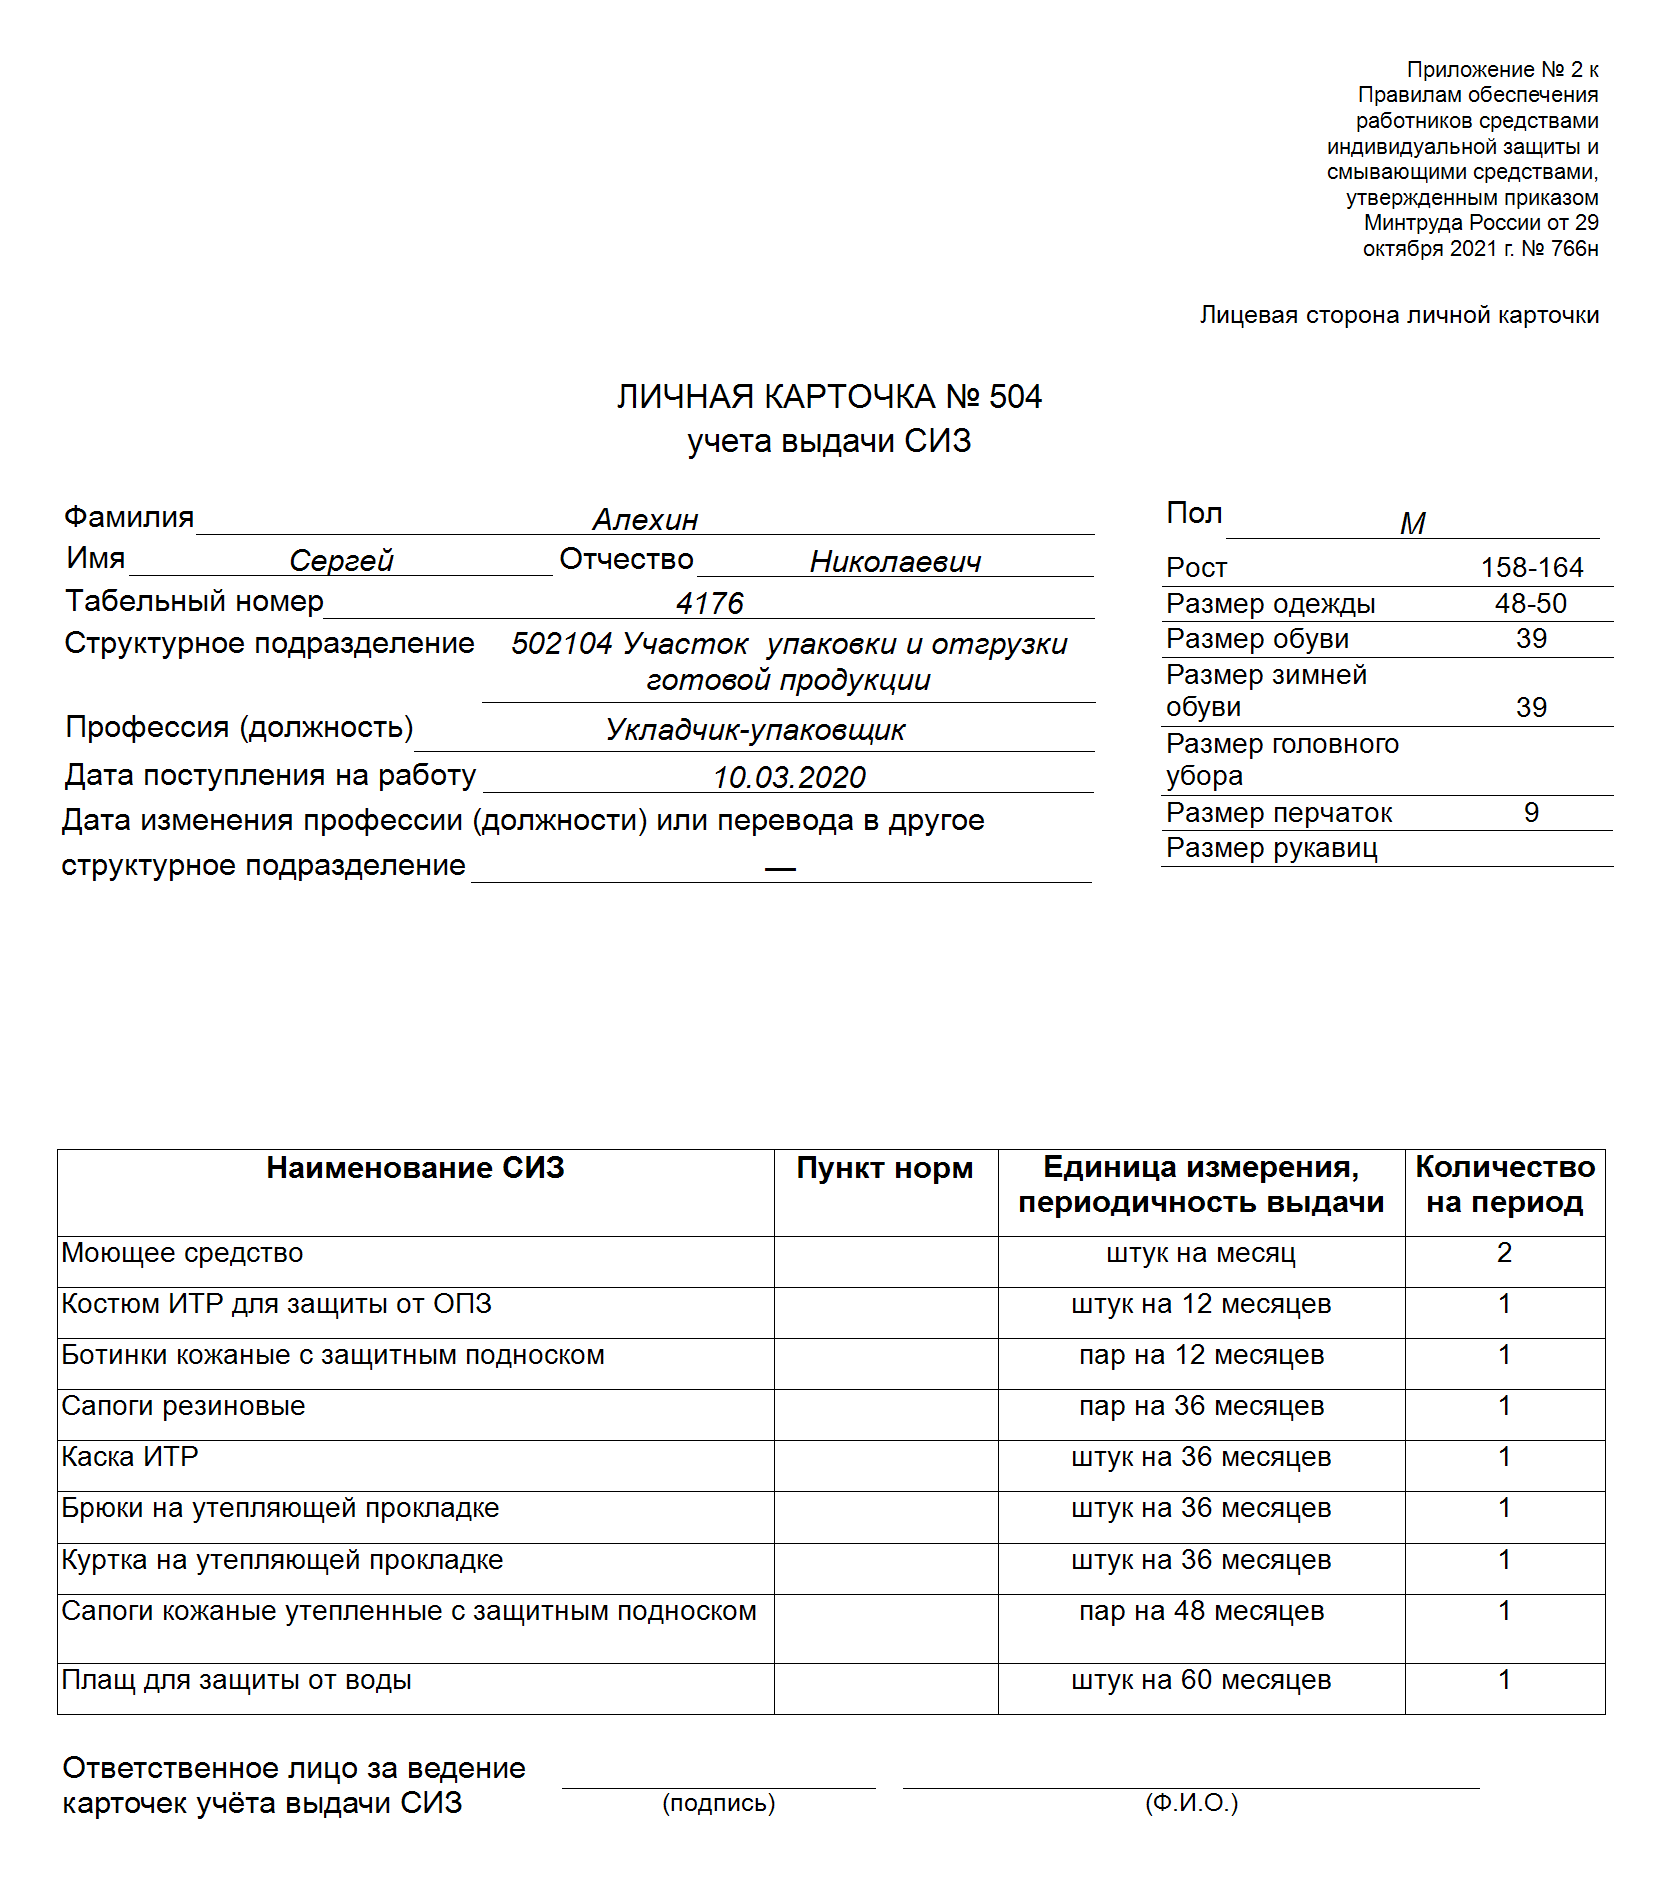 Приложение № 2 к
Правилам обеспечения
работников средствами
индивидуальной защиты и
смывающими средствами,
утвержденным приказом
Минтруда России от 29
октября 2021 г. № 766н
Лицевая сторона личной карточки
ЛИЧНАЯ КАРТОЧКА № 504
учета выдачи СИЗ
Фамилия Алехин
Имя Сергей Отчество Николаевич
Табельный номер 4176
Структурное подразделение 502104 Участок упаковки и отгрузки
готовой продукции
Профессия (должность) Укладчик-упаковщик
Дата поступления на работу 10.03.2020
Дата изменения профессии (должности) или перевода в другое
структурное подразделение —
Пол М
Рост 158-164
Размер одежды 48-50
Размер обуви 39
Размер зимней
обуви 39
Размер головного
убора
Размер перчаток 9
Размер рукавиц
Наименование СИЗ Пункт норм Единица измерения, Количество
периодичность выдачи на период
Моющее средство штук на месяц 2
Костюм ИТР для защиты от ОПЗ штук на 12 месяцев 1
Ботинки кожаные с защитным подноском пар на 12 месяцев 1
Сапоги резиновые пар на 36 месяцев 1
Каска ИТР штук на 36 месяцев 1
Брюки на утепляющей прокладке штук на 36 месяцев 1
Куртка на утепляющей прокладке штук на 36 месяцев 1
Сапоги кожаные утепленные с защитным подноском пар на 48 месяцев 1
Плащ для защиты от воды штук на 60 месяцев 1
Ответственное лицо за ведение
карточек учёта выдачи СИЗ (подпись) (Ф.И.О.)